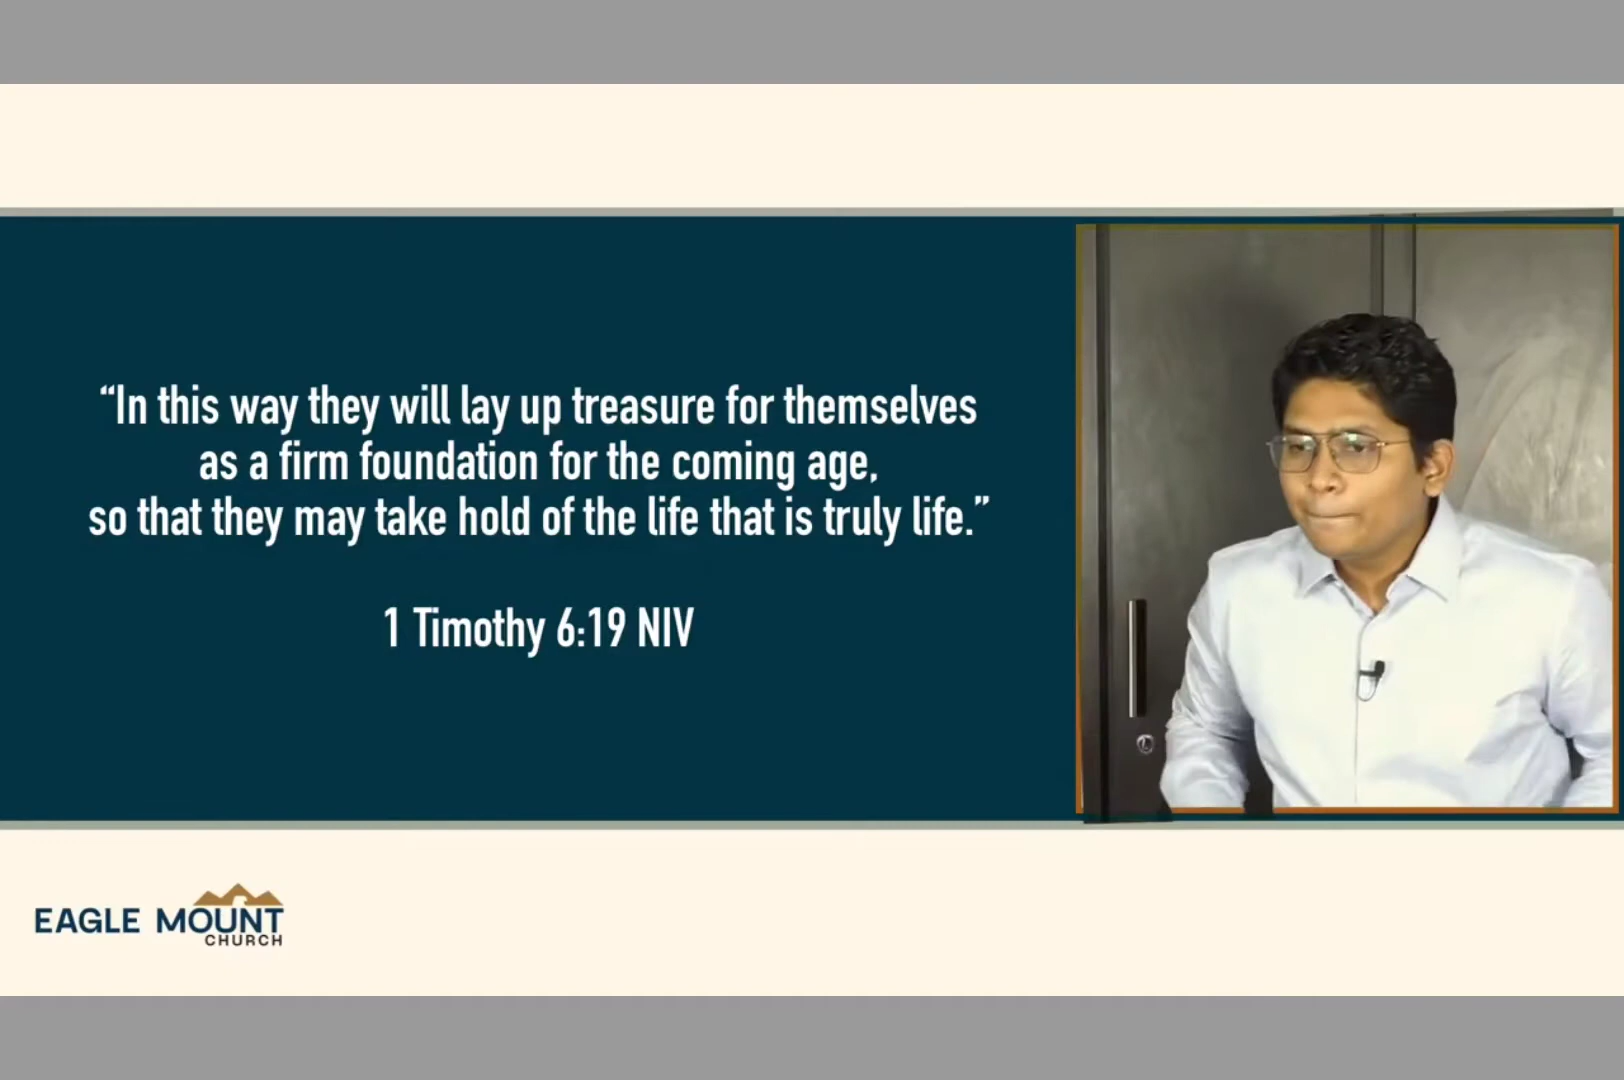 “In this way they will lay up treasure for themselves
as a firm foundation for the coming age,
so that they may take hold of the life that is truly life.”
1 Timothy 6:19 NIV
EAGLE MOUNT
CHURCH